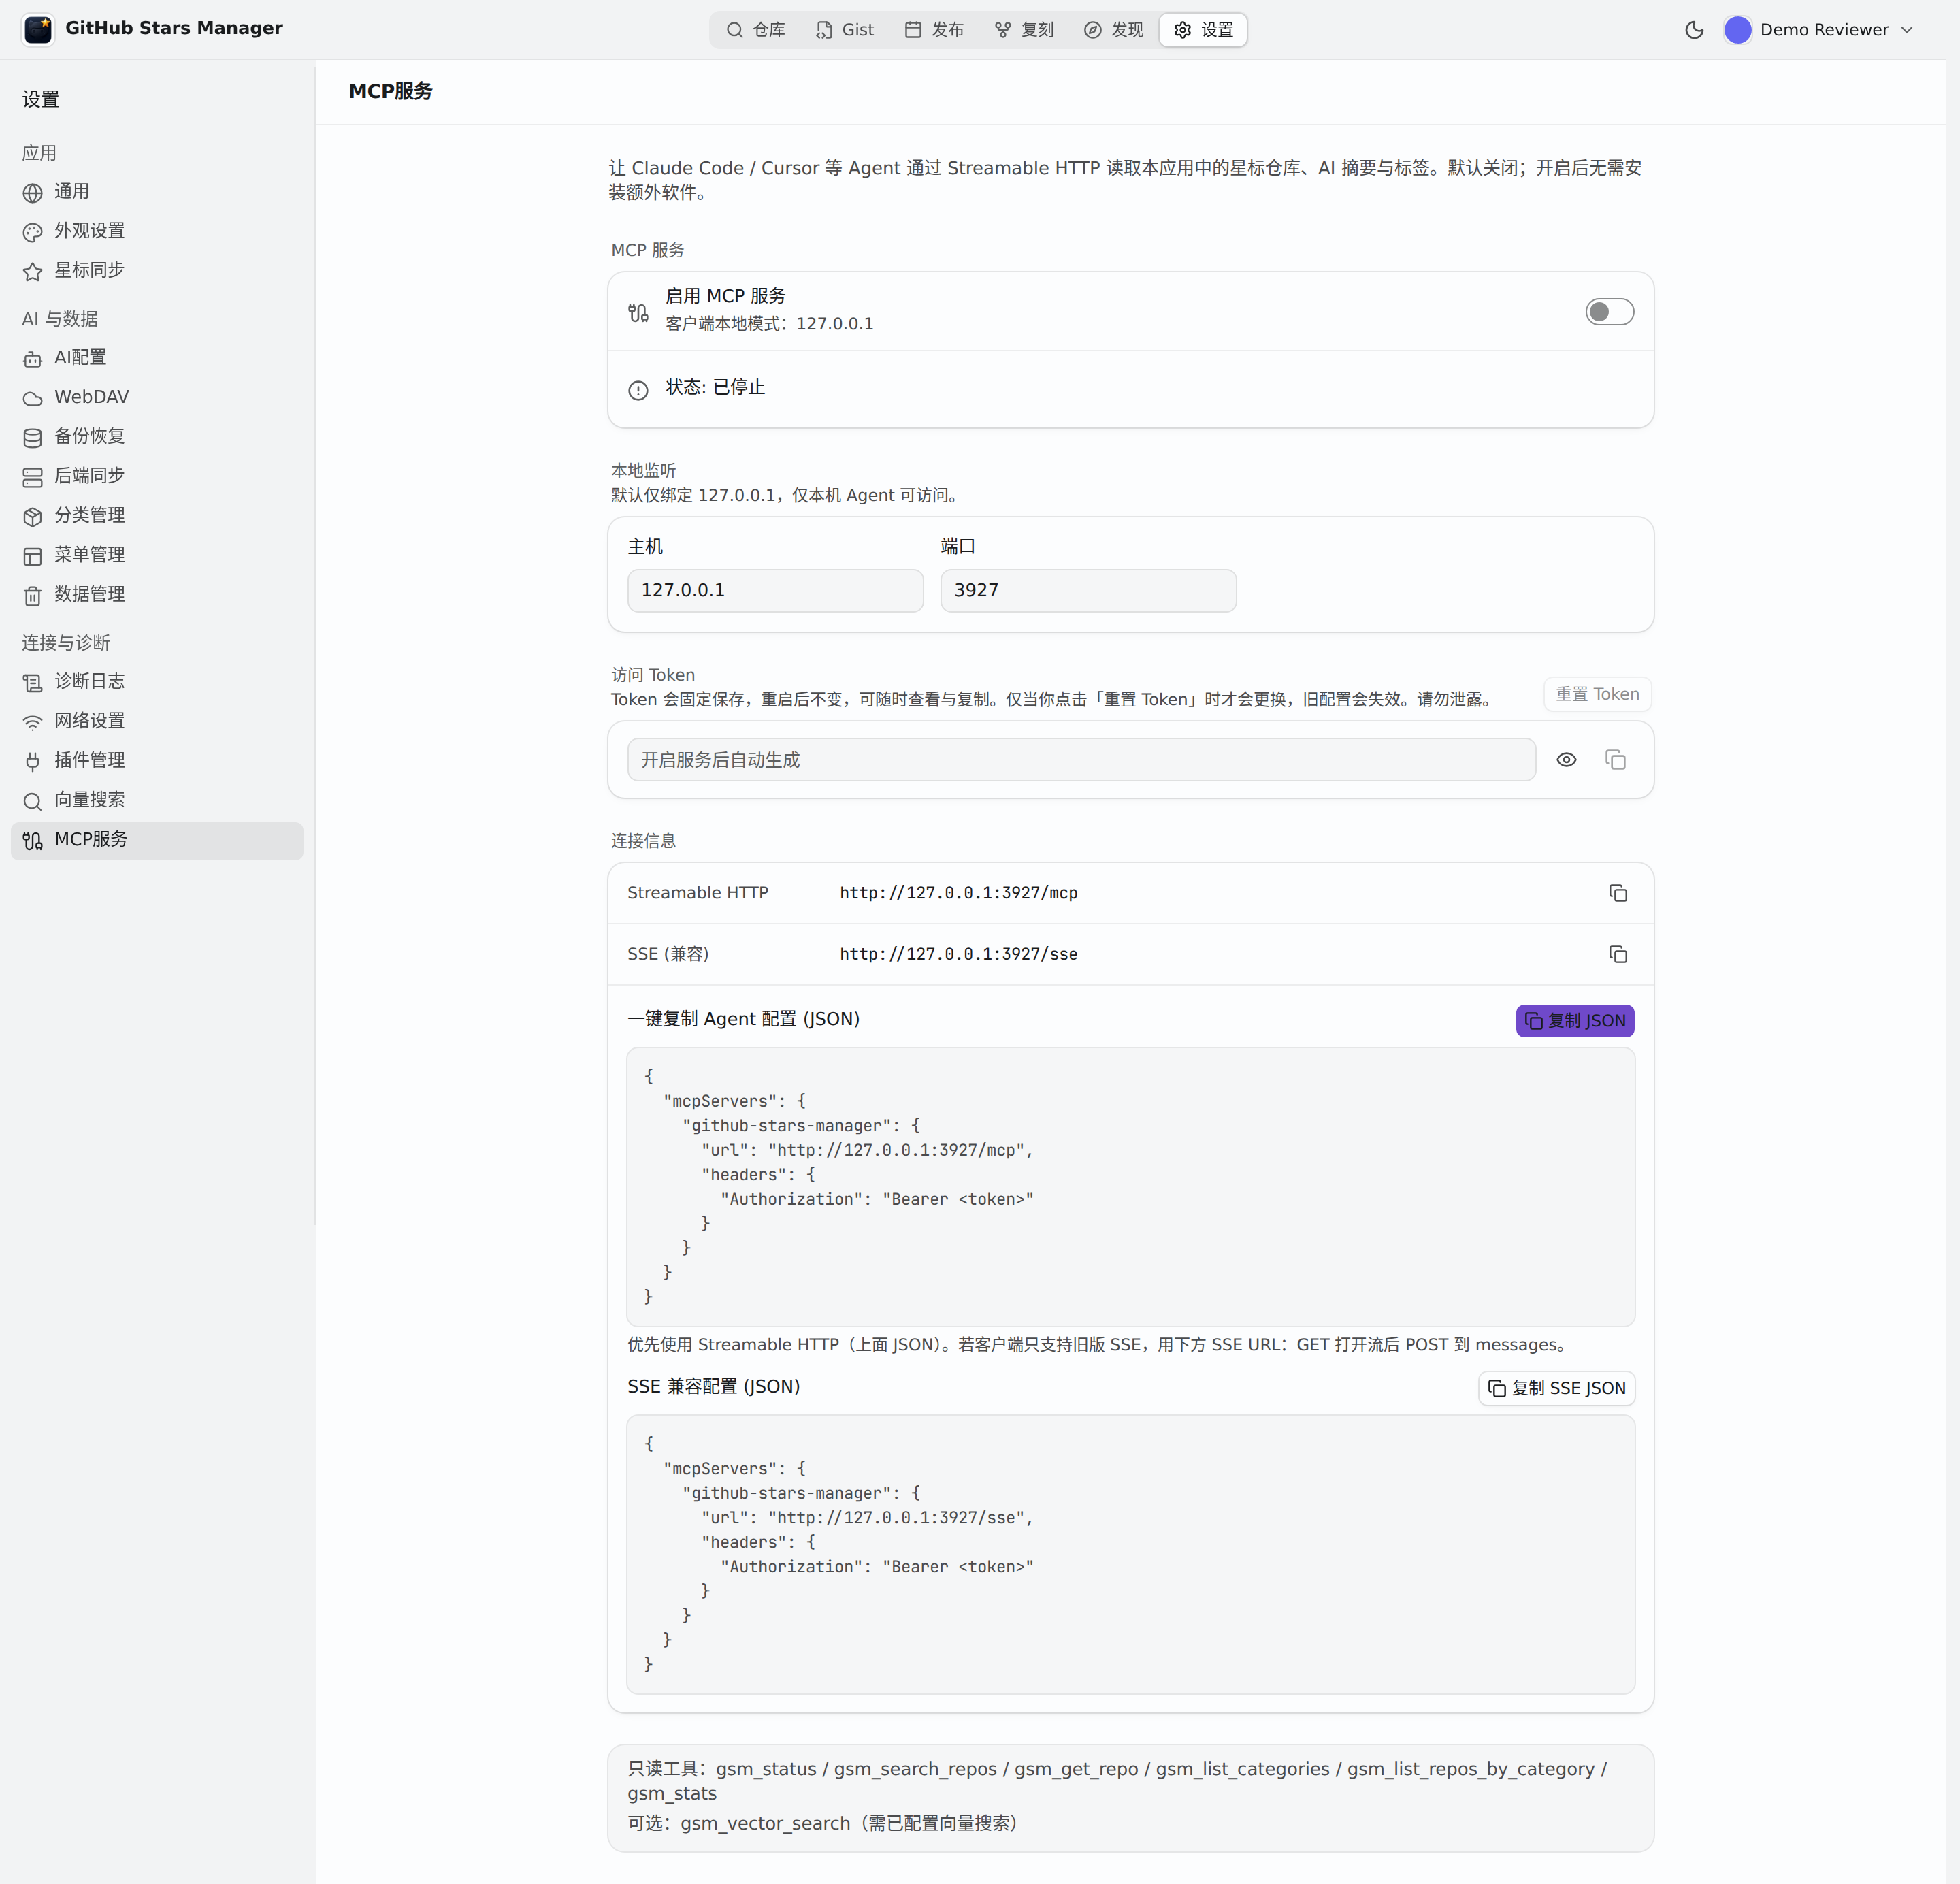 GitHub Stars Manager
仓库
Gist
发布
复刻
发现
设置
Demo Reviewer
设置
应用
通用
外观设置
星标同步
AI 与数据
AI配置
WebDAV
备份恢复
后端同步
分类管理
菜单管理
数据管理
连接与诊断
诊断日志
网络设置
插件管理
向量搜索
MCP服务
MCP服务
让 Claude Code / Cursor 等 Agent 通过 Streamable HTTP 读取本应用中的星标仓库、AI 摘要与标签。默认关闭；开启后无需安
装额外软件。
MCP 服务
启用 MCP 服务
客户端本地模式：127.0.0.1
状态: 已停止
本地监听
默认仅绑定 127.0.0.1，仅本机 Agent 可访问。
主机
端口
127.0.0.1
3927
访问 Token
Token 会固定保存，重启后不变，可随时查看与复制。仅当你点击「重置 Token」时才会更换，旧配置会失效。请勿泄露。
重置 Token
开启服务后自动生成
连接信息
Streamable HTTP
http://127.0.0.1:3927/mcp
SSE (兼容)
http://127.0.0.1:3927/sse
一键复制 Agent 配置 (JSON)
复制 JSON
{
  "mcpServers": {
    "github-stars-manager": {
      "url": "http://127.0.0.1:3927/mcp",
      "headers": {
        "Authorization": "Bearer <token>"
      }
    }
  }
}
优先使用 Streamable HTTP（上面 JSON）。若客户端只支持旧版 SSE，用下方 SSE URL：GET 打开流后 POST 到 messages。
SSE 兼容配置 (JSON)
复制 SSE JSON
{
  "mcpServers": {
    "github-stars-manager": {
      "url": "http://127.0.0.1:3927/sse",
      "headers": {
        "Authorization": "Bearer <token>"
      }
    }
  }
}
只读工具：gsm_status / gsm_search_repos / gsm_get_repo / gsm_list_categories / gsm_list_repos_by_category /
gsm_stats
可选：gsm_vector_search（需已配置向量搜索）